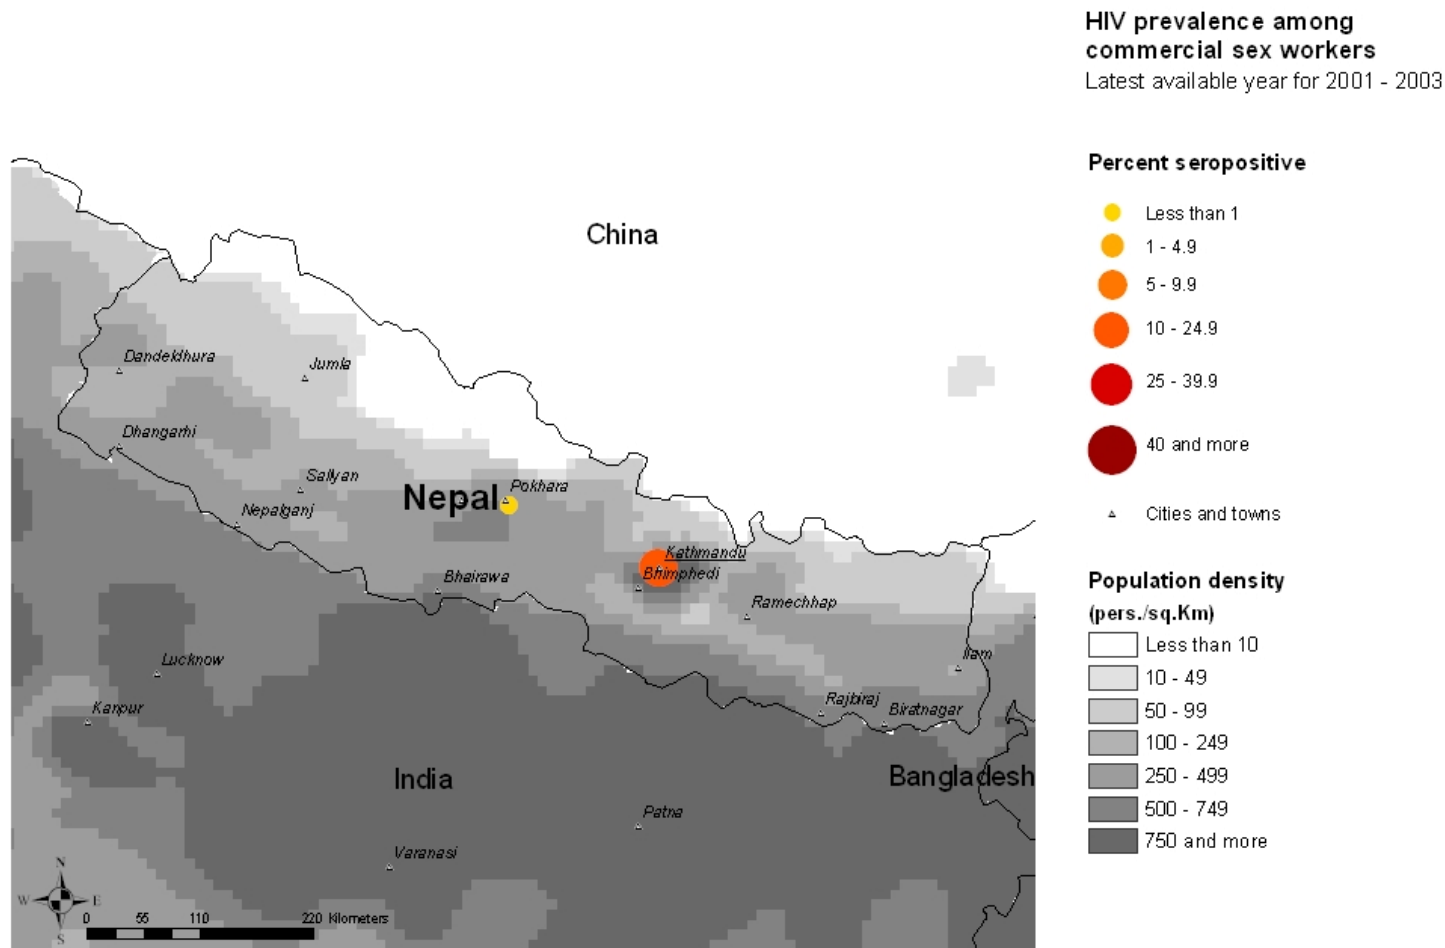 HIV prevalence among
commercial sex workers
Latest available year for 2001 - 2003
Percent seropositive
Less than 1
1 - 4.9
5 - 9.9
10 - 24.9
25 - 39.9
40 and more
Cities and towns
Population density
(pers./sq.Km)
Less than 10
10 - 49
50 - 99
100 - 249
250 - 499
500 - 749
750 and more
China
Dandekdhura
Jumla
Dhangarhi
Sallyan
Nepal
Pokhara
Nepalganj
Kathmandu
Bhimphedi
Bhairawa
Ramechhap
Ilam
Lucknow
Kanpur
Rajbiraj
Biratnagar
India
Bangladesh
Patna
Varanasi
N
W
E
S
0 55 110 220 Kilometers